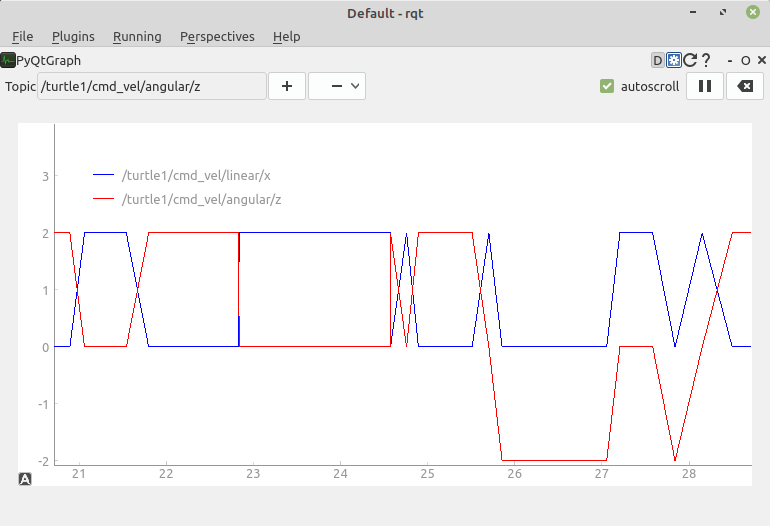 Default - rqt
File Plugins Running Perspectives Help
PyQtGraph D ? - O ×
Topic /turtle1/cmd_vel/angular/z + − autoscroll
/turtle1/cmd_vel/linear/x
/turtle1/cmd_vel/angular/z
3
2
1
0
-1
-2
21 22 23 24 25 26 27 28
A